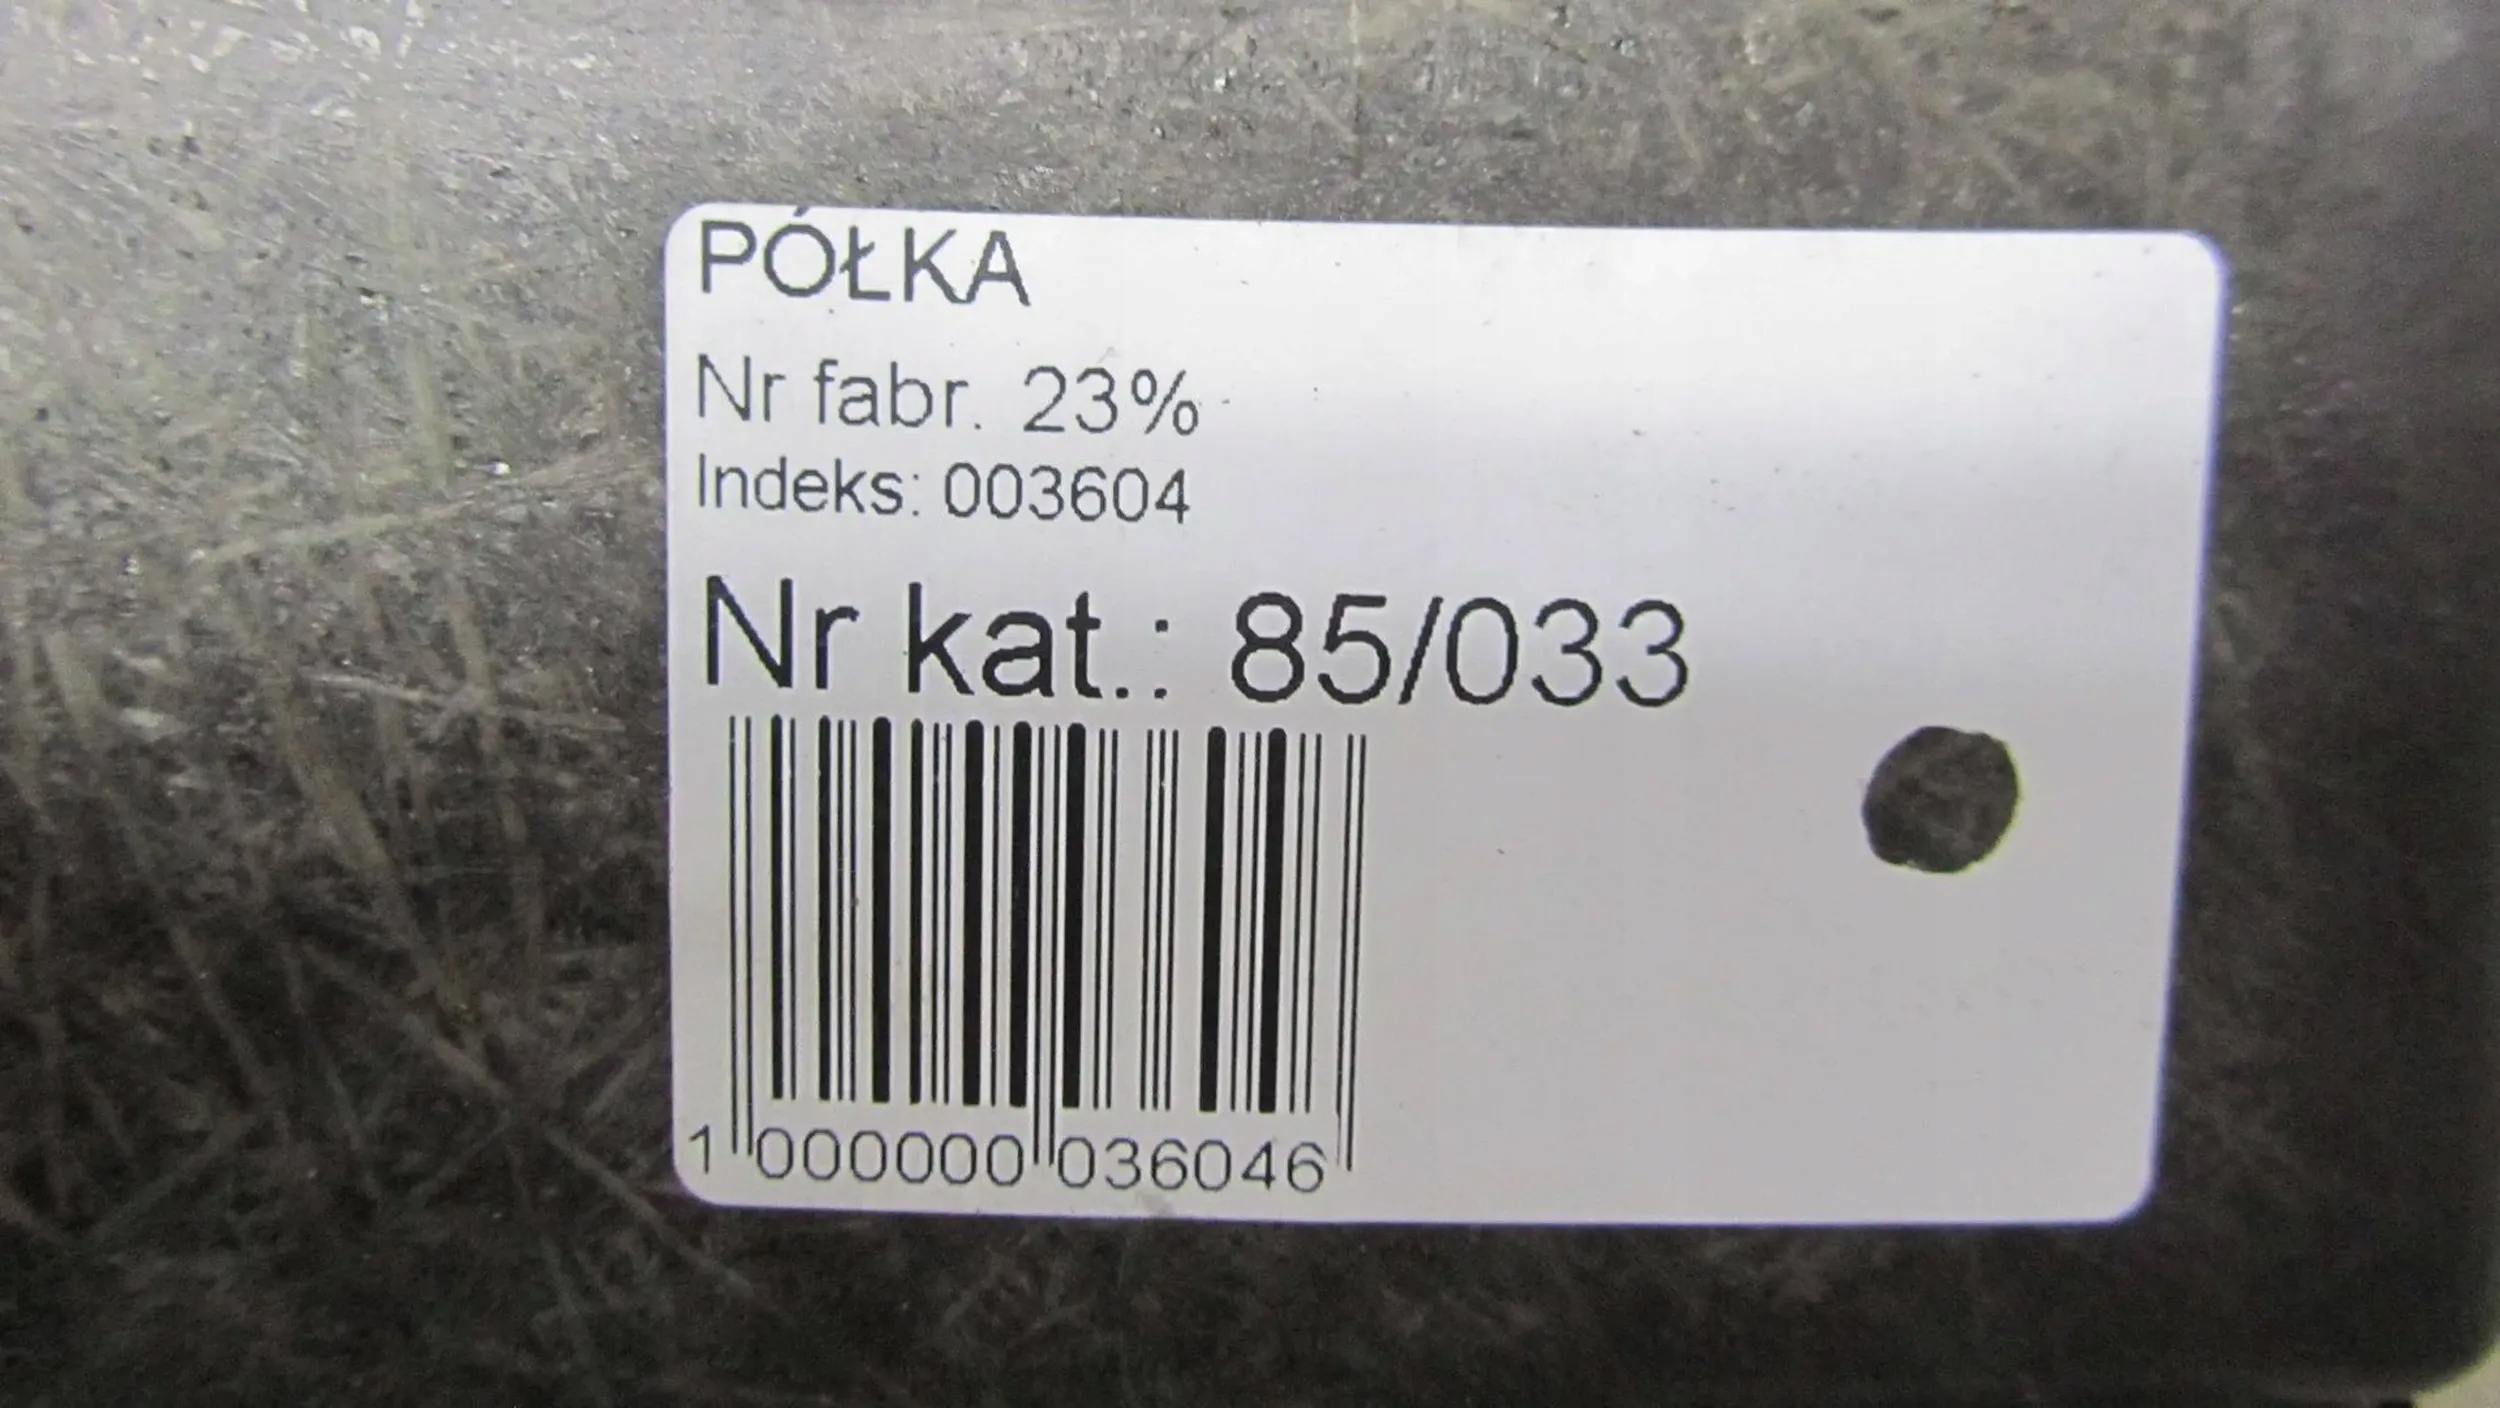 PÓŁKA
Nr fabr. 23%
Indeks: 003604
Nr kat.: 85/033
1 000000 036046